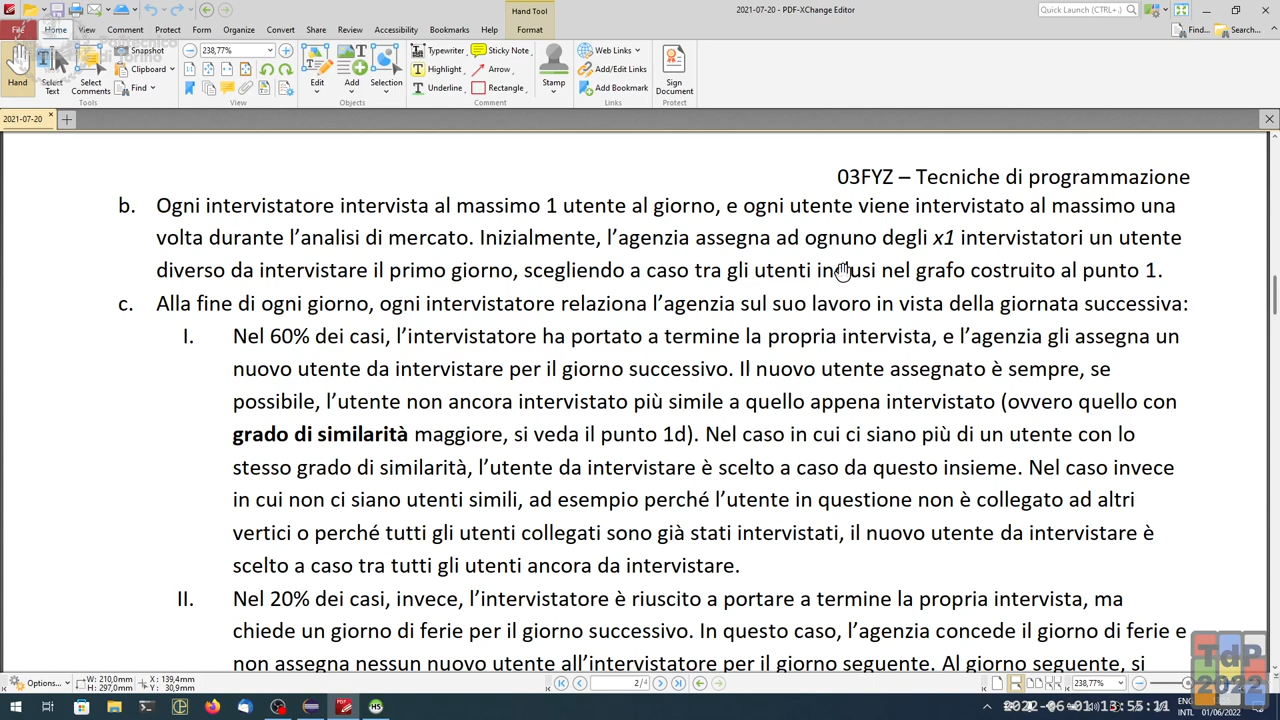 Hand Tool
2021-07-20 - PDF-XChange Editor
Quick Launch (CTRL+.)
File Home View Comment Protect Form Organize Convert Share Review Accessibility Bookmarks Help Format
Find... Search...
Politecnico
di Torino
Hand
Select
Text
Snapshot
Clipboard
Find
Select
Comments
Tools
238,77%
View
Edit
Add
Selection
Objects
Typewriter
Highlight
Underline
Sticky Note
Arrow
Rectangle
Stamp
Comment
Web Links
Add/Edit Links
Add Bookmark
Links
Sign
Document
Protect
2021-07-20
03FYZ – Tecniche di programmazione
b. Ogni intervistatore intervista al massimo 1 utente al giorno, e ogni utente viene intervistato al massimo una
volta durante l’analisi di mercato. Inizialmente, l’agenzia assegna ad ognuno degli x1 intervistatori un utente
diverso da intervistare il primo giorno, scegliendo a caso tra gli utenti inclusi nel grafo costruito al punto 1.
c. Alla fine di ogni giorno, ogni intervistatore relaziona l’agenzia sul suo lavoro in vista della giornata successiva:
I. Nel 60% dei casi, l’intervistatore ha portato a termine la propria intervista, e l’agenzia gli assegna un
nuovo utente da intervistare per il giorno successivo. Il nuovo utente assegnato è sempre, se
possibile, l’utente non ancora intervistato più simile a quello appena intervistato (ovvero quello con
grado di similarità maggiore, si veda il punto 1d). Nel caso in cui ci siano più di un utente con lo
stesso grado di similarità, l’utente da intervistare è scelto a caso da questo insieme. Nel caso invece
in cui non ci siano utenti simili, ad esempio perché l’utente in questione non è collegato ad altri
vertici o perché tutti gli utenti collegati sono già stati intervistati, il nuovo utente da intervistare è
scelto a caso tra tutti gli utenti ancora da intervistare.
II. Nel 20% dei casi, invece, l’intervistatore è riuscito a portare a termine la propria intervista, ma
chiede un giorno di ferie per il giorno successivo. In questo caso, l’agenzia concede il giorno di ferie e
non assegna nessun nuovo utente all’intervistatore per il giorno seguente. Al giorno seguente, si
Options...
W: 210,0mm
H: 297,0mm
X: 139,4mm
Y: 30,9mm
2/4
238,77%
TdP
2022
ENG
INTL
01/06/2022
2022-06-01 13:55:11